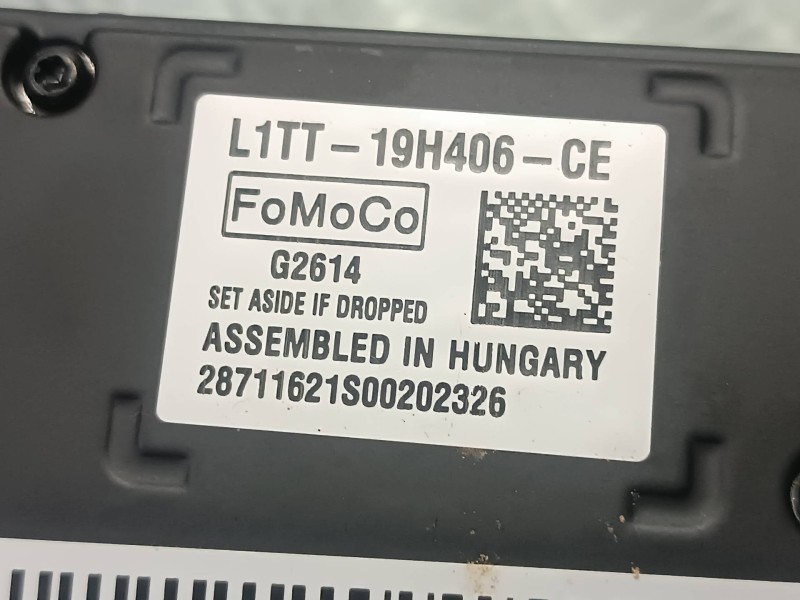 L1TT-19H406-CE
FoMoCo
G2614
SET ASIDE IF DROPPED
ASSEMBLED IN HUNGARY
28711621S00202326